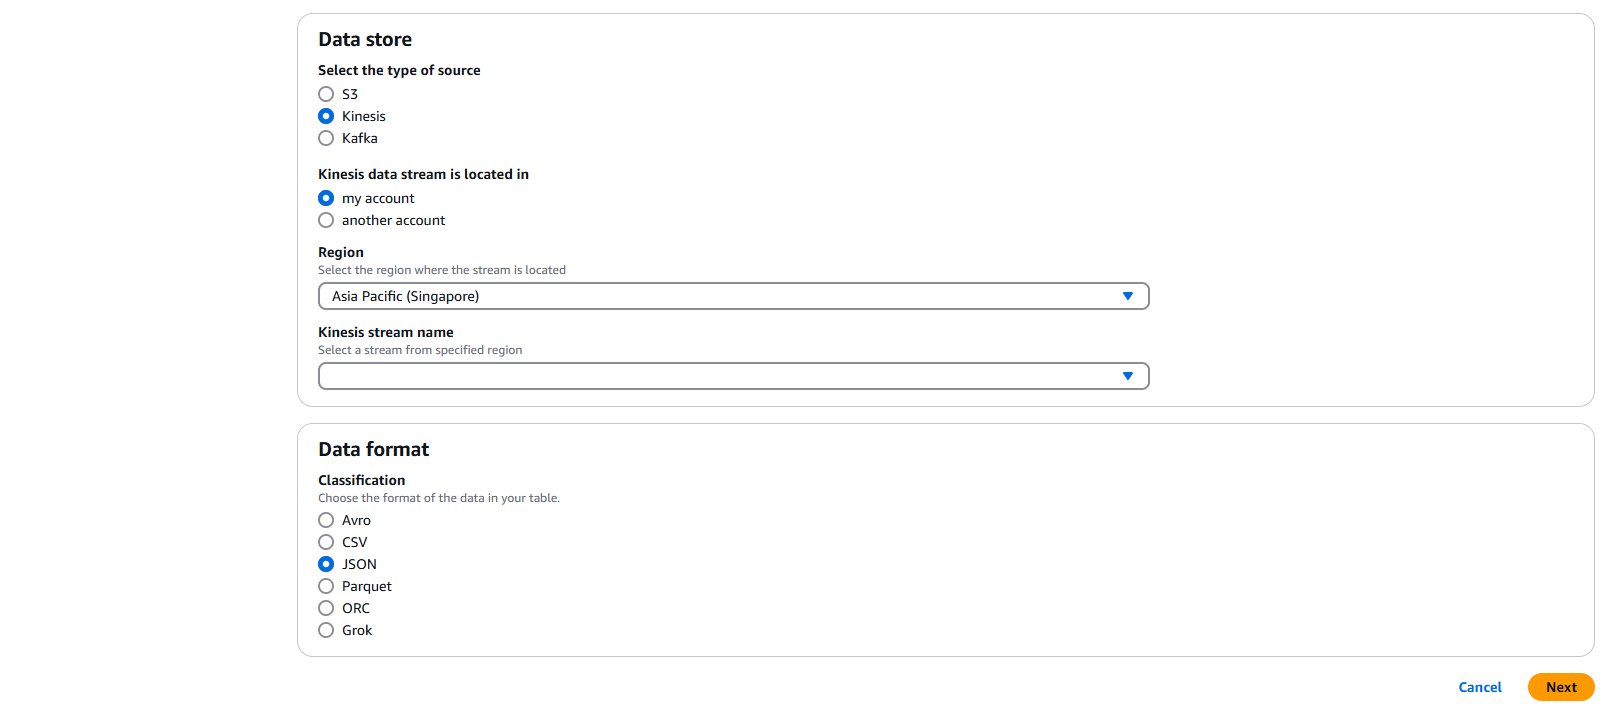 Data store
Select the type of source
S3
Kinesis
Kafka
Kinesis data stream is located in
my account
another account
Region
Select the region where the stream is located
Asia Pacific (Singapore)
Kinesis stream name
Select a stream from specified region
Data format
Classification
Choose the format of the data in your table.
Avro
CSV
JSON
Parquet
ORC
Grok
Cancel Next